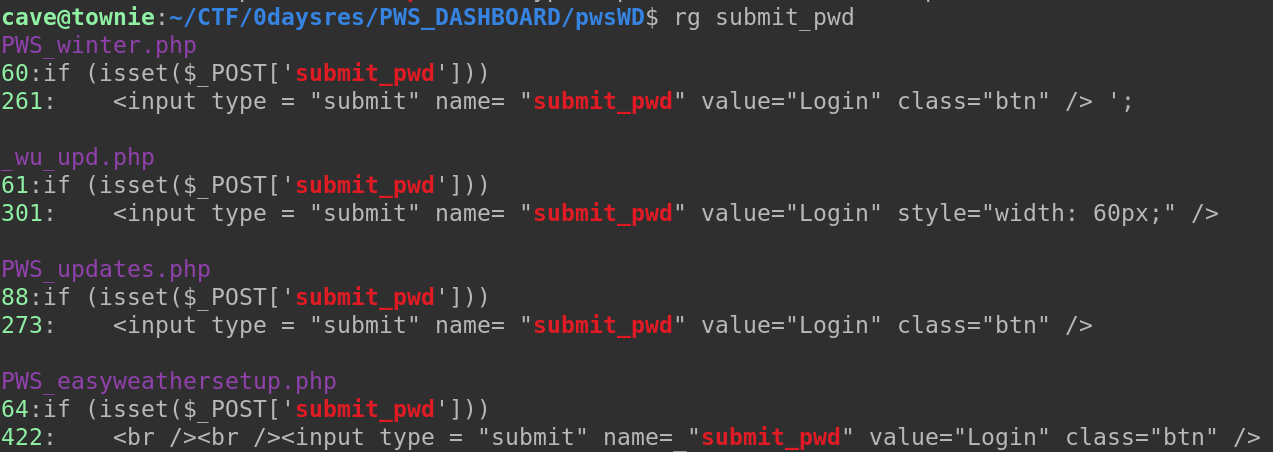 cave@townie:~/CTF/0daysres/PWS_DASHBOARD/pwsWD$ rg submit_pwd
PWS_winter.php
60:if (isset($_POST['submit_pwd']))
261:    <input type = "submit" name= "submit_pwd" value="Login" class="btn" /> ';
_wu_upd.php
61:if (isset($_POST['submit_pwd']))
301:    <input type = "submit" name= "submit_pwd" value="Login" style="width: 60px;" />
PWS_updates.php
88:if (isset($_POST['submit_pwd']))
273:    <input type = "submit" name= "submit_pwd" value="Login" class="btn" />
PWS_easyweathersetup.php
64:if (isset($_POST['submit_pwd']))
422:    <br /><br /><input type = "submit" name= "submit_pwd" value="Login" class="btn" />